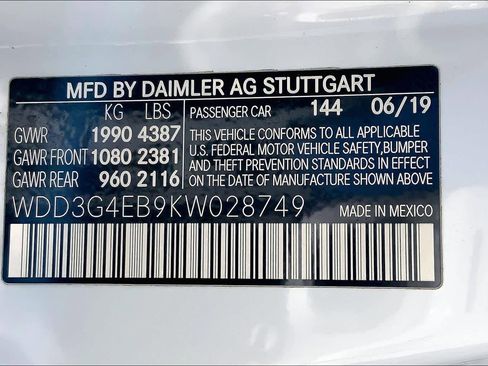 MFD BY DAIMLER AG STUTTGART
KG LBS PASSENGER CAR 144 06/19
GVWR 1990 4387
GAWR FRONT 1080 2381
GAWR REAR 960 2116
THIS VEHICLE CONFORMS TO ALL APPLICABLE
U.S. FEDERAL MOTOR VEHICLE SAFETY,BUMPER
AND THEFT PREVENTION STANDARDS IN EFFECT
ON THE DATE OF MANUFACTURE SHOWN ABOVE
WDD3G4EB9KW028749 MADE IN MEXICO